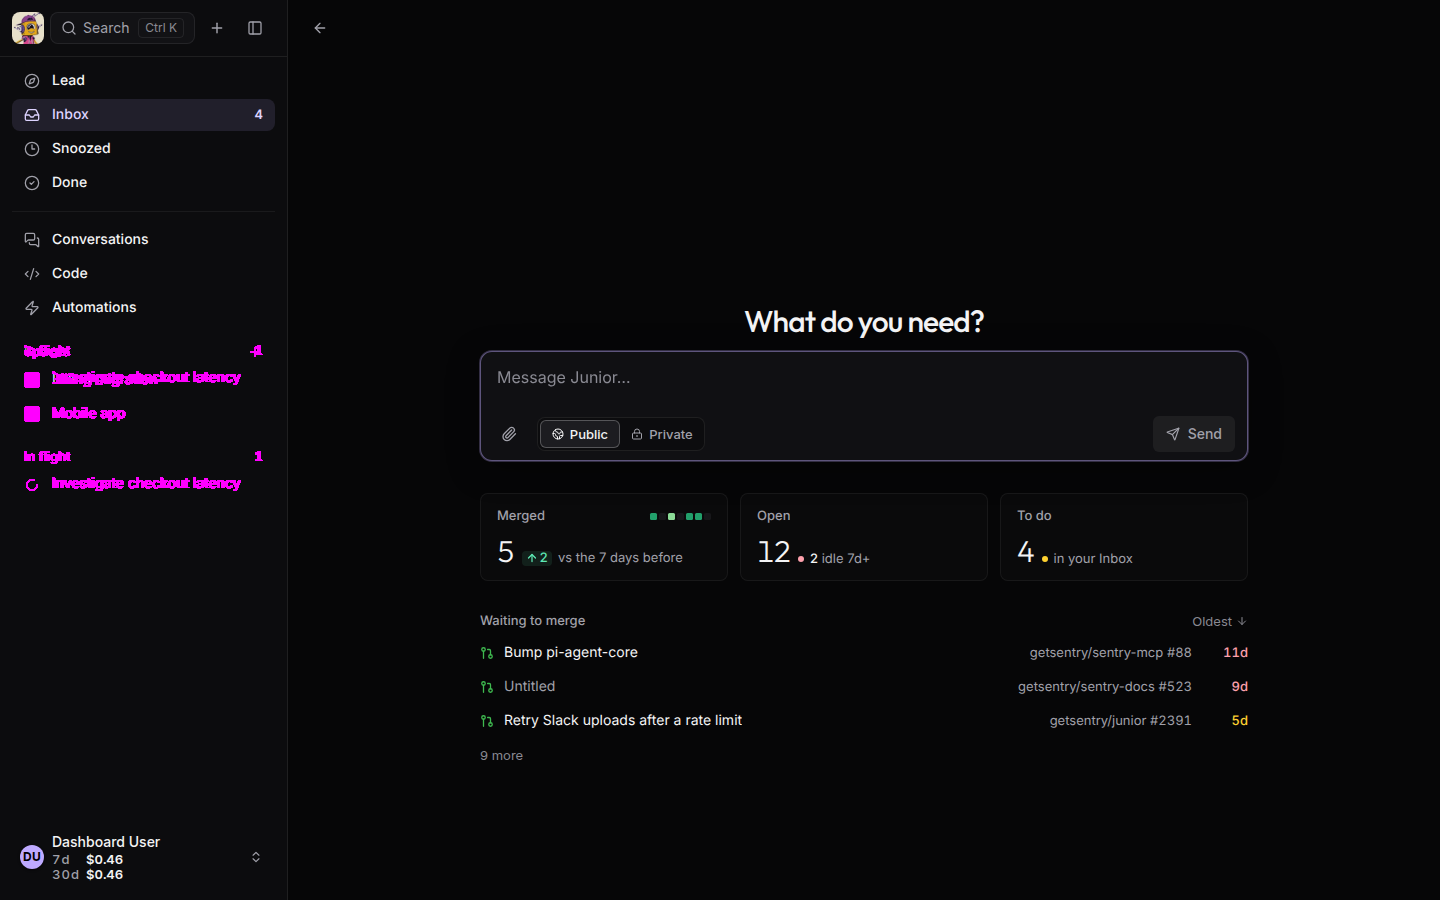 Search Ctrl K
Lead
Inbox 4
Snoozed
Done
Conversations
Code
Automations
Mobile app
In flight 1
Investigate checkout latency
DU Dashboard User
7d $0.46
30d $0.46
What do you need?
Message Junior...
Public Private Send
Merged
5 2 vs the 7 days before
Open
12 2 idle 7d+
To do
4 in your Inbox
Waiting to merge Oldest
Bump pi-agent-core getsentry/sentry-mcp #88 11d
Untitled getsentry/sentry-docs #523 9d
Retry Slack uploads after a rate limit getsentry/junior #2391 5d
9 more